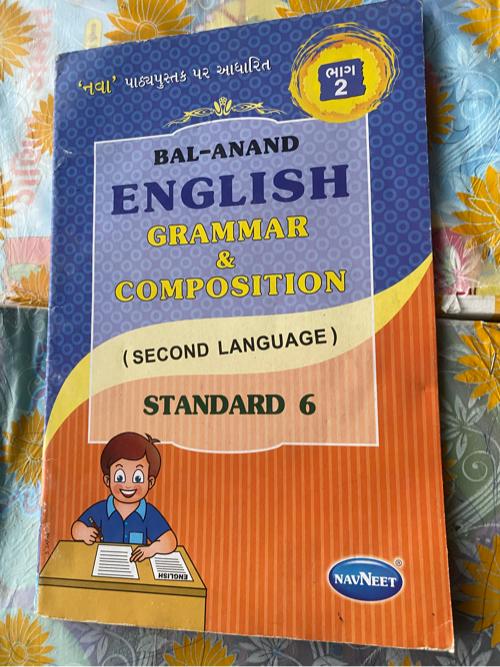 'નવા' પાઠ્યપુસ્તક પર આધારિત
ભાગ
2
BAL-ANAND
ENGLISH
GRAMMAR
&
COMPOSITION
(SECOND LANGUAGE)
STANDARD 6
ENGLISH
NAVNEET®